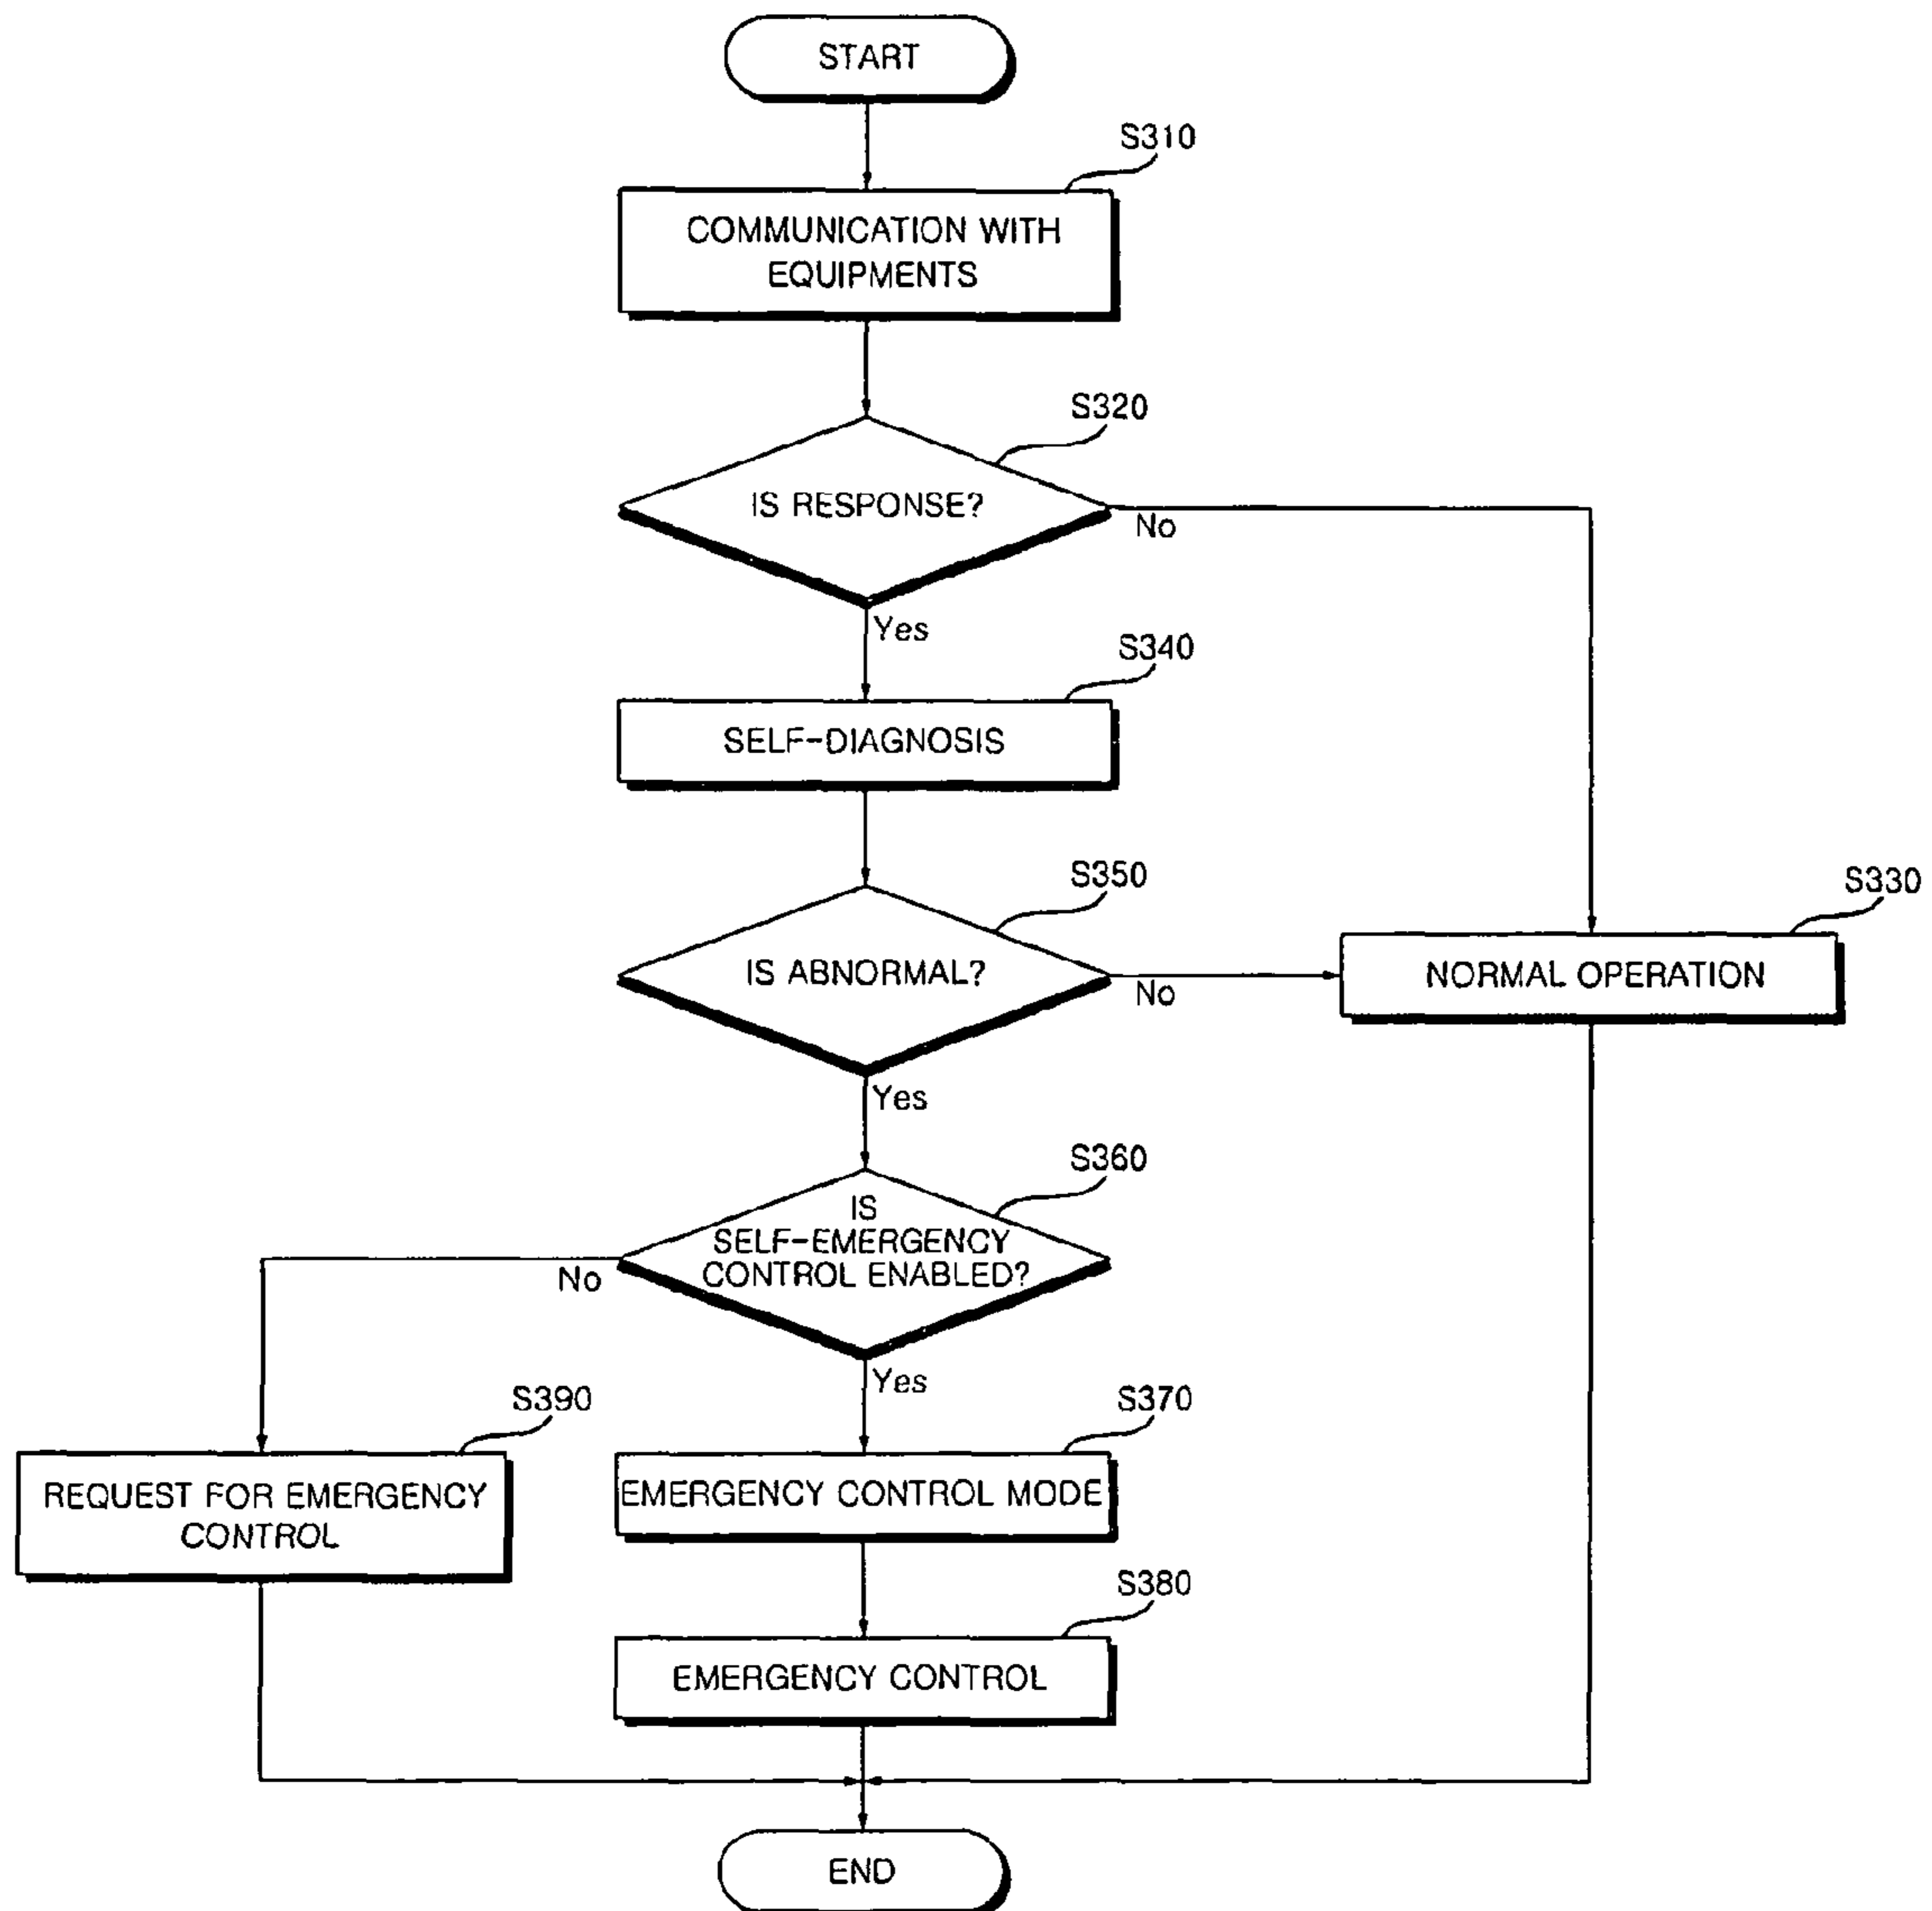 START
S310
COMMUNICATION WITH
EQUIPMENTS
S320
IS RESPONSE?
No
Yes
S340
SELF-DIAGNOSIS
S350
S330
IS ABNORMAL?
No
NORMAL OPERATION
Yes
S360
IS
SELF-EMERGENCY
CONTROL ENABLED?
No
Yes
S390
S370
REQUEST FOR EMERGENCY
CONTROL
EMERGENCY CONTROL MODE
S380
EMERGENCY CONTROL
END